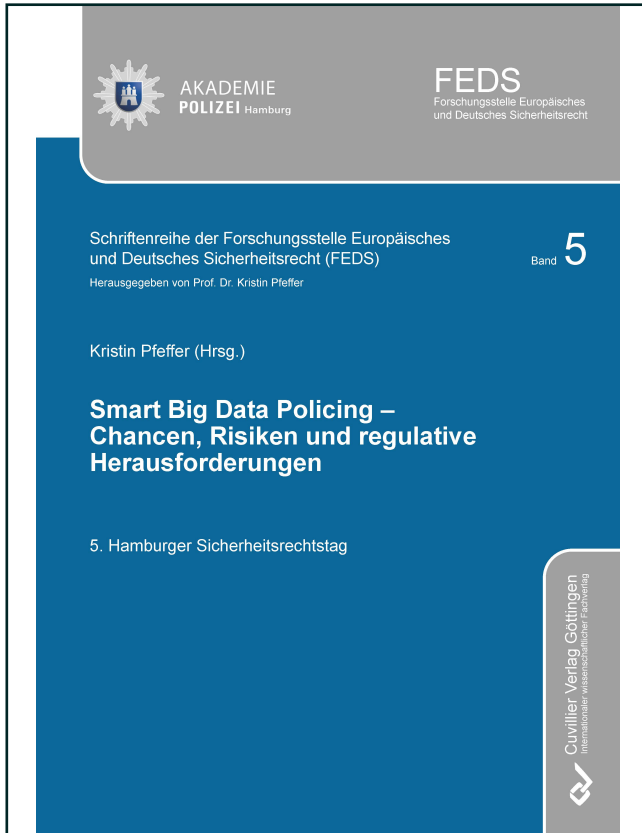 AKADEMIE
POLIZEI Hamburg
FEDS
Forschungsstelle Europäisches
und Deutsches Sicherheitsrecht
Schriftenreihe der Forschungsstelle Europäisches
und Deutsches Sicherheitsrecht (FEDS)
Band 5
Herausgegeben von Prof. Dr. Kristin Pfeffer
Kristin Pfeffer (Hrsg.)
Smart Big Data Policing –
Chancen, Risiken und regulative
Herausforderungen
5. Hamburger Sicherheitsrechtstag
Cuvillier Verlag Göttingen
Internationaler wissenschaftlicher Fachverlag